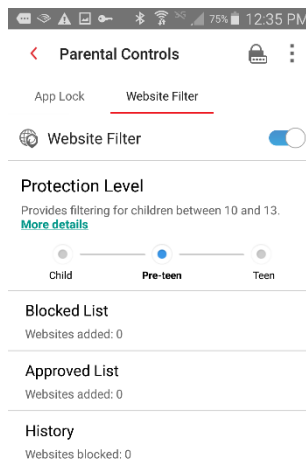 75% 12:35 PM
Parental Controls
App Lock Website Filter
Website Filter
Protection Level
Provides filtering for children between 10 and 13.
More details
Child Pre-teen Teen
Blocked List
Websites added: 0
Approved List
Websites added: 0
History
Websites blocked: 0